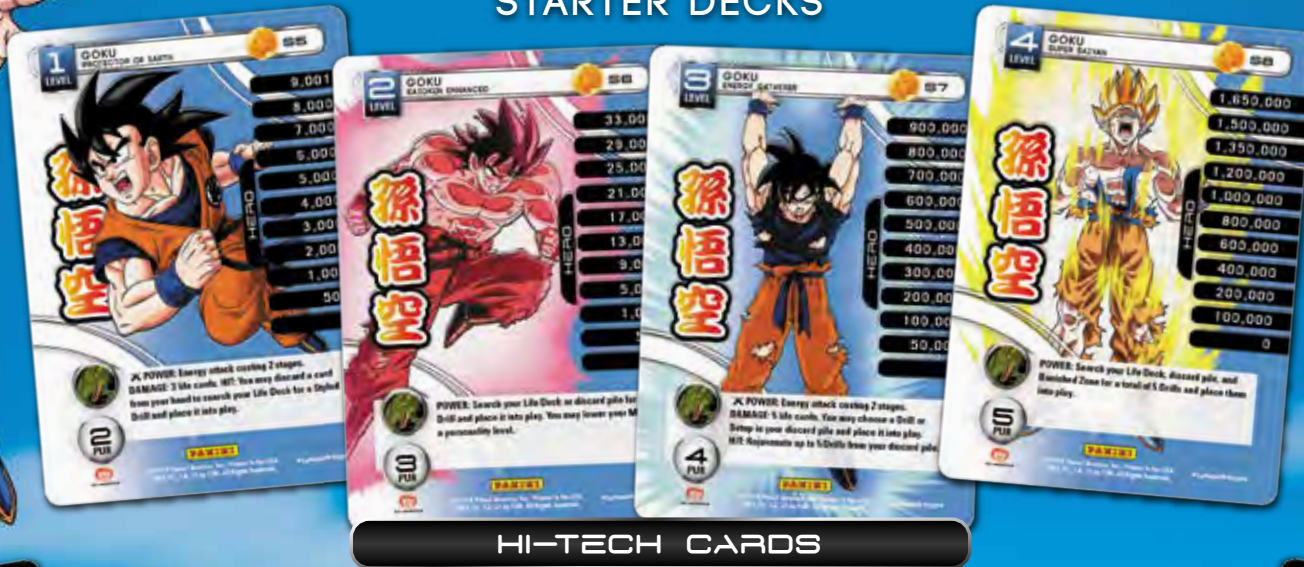 STARTER DECKS
1
LEVEL
GOKU
PROTECTOR OF EARTH
S5
9,001
8,000
7,000
5,000
4,000
3,000
2,000
HERO
孫
悟
空
POWER: Energy attack costing 2 stages.
DAMAGE: 3 life cards. HIT: You may discard a card
from your hand to search your Life Deck for a Styled
Drill and place it into play.
2
PUR
PANINI
2
LEVEL
GOKU
KAIOKEN ENHANCED
S6
33,00
29,00
25,00
21,00
17,00
13,0
9,0
5,0
1,0
HERO
孫
悟
空
POWER: Search your Life Deck or discard pile for
Drill and place it into play. You may lower your M
a personality level.
3
PUR
PANINI
3
LEVEL
GOKU
ENERGY GATHERER
S7
900,000
800,000
700,000
600,000
500,000
400,000
300,00
200,00
100,00
50,00
HERO
孫
悟
空
POWER: Energy attack costing 2 stages.
DAMAGE: 5 life cards. You may choose a Drill or
Setup in your discard pile and place it into play.
HIT: Rejuvenate up to 5 Drills from your discard pile.
4
PUR
PANINI
4
LEVEL
GOKU
SUPER SAIYAN
S8
1,650,000
1,500,000
1,350,000
1,200,000
1,000,000
800,000
600,000
400,000
200,000
100,000
0
HERO
孫
悟
空
POWER: Search your Life Deck, discard pile, and
Banished Zone for a total of 5 Drills and place them
into play.
5
PUR
PANINI
HI-TECH CARDS